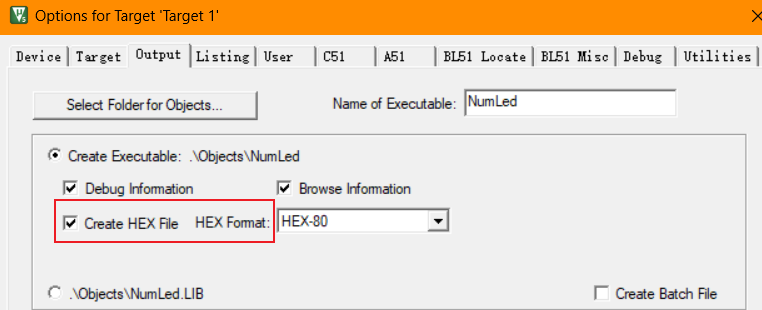 Options for Target 'Target 1'
Device Target Output Listing User C51 A51 BL51 Locate BL51 Misc Debug Utilities
Select Folder for Objects... Name of Executable: NumLed
Create Executable: .\Objects\NumLed
Debug Information Browse Information
Create HEX File HEX Format: HEX-80
.\Objects\NumLed.LIB Create Batch File